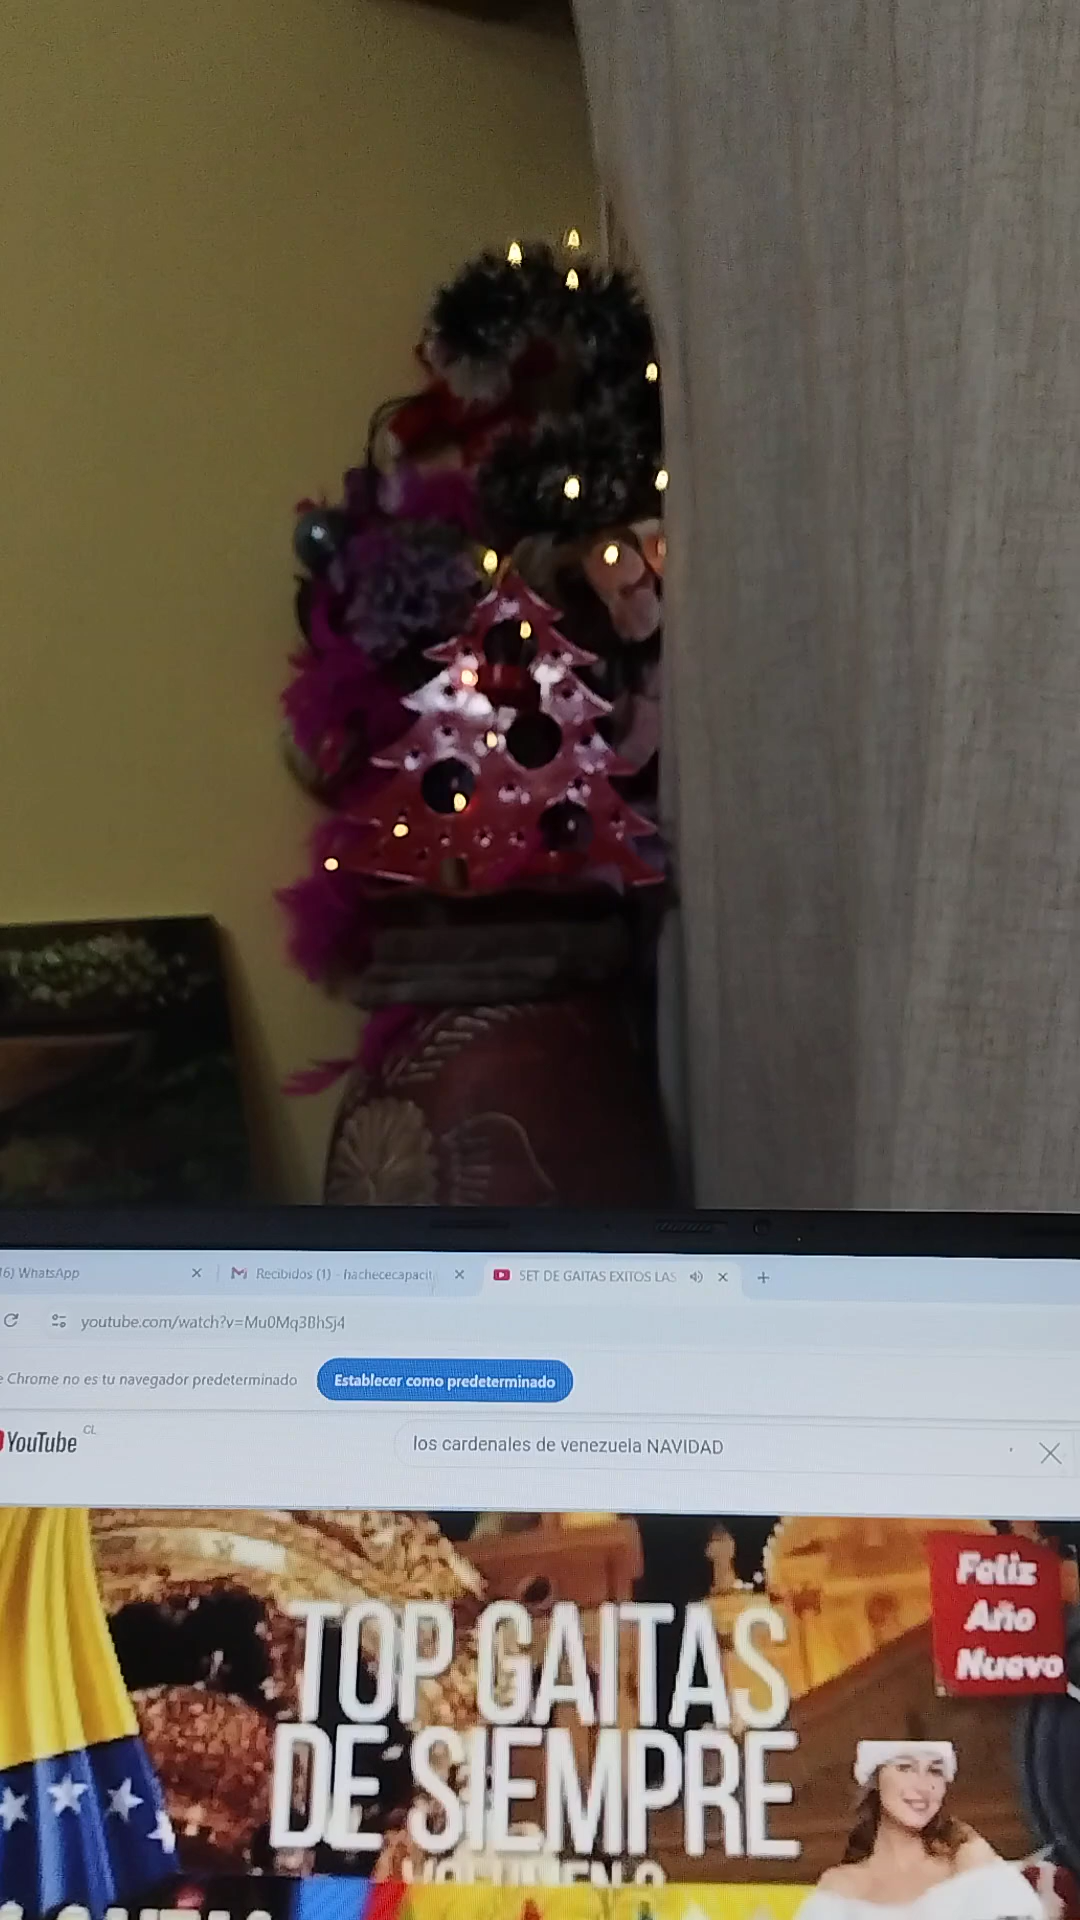 6) WhatsApp
Recibidos (1) - hachececapacit
SET DE GAITAS EXITOS LAS
youtube.com/watch?v=Mu0Mq3BhSj4
e Chrome no es tu navegador predeterminado
Establecer como predeterminado
YouTube CL
los cardenales de venezuela NAVIDAD
Feliz
Año
Nuevo
TOP GAITAS
DE SIEMPRE